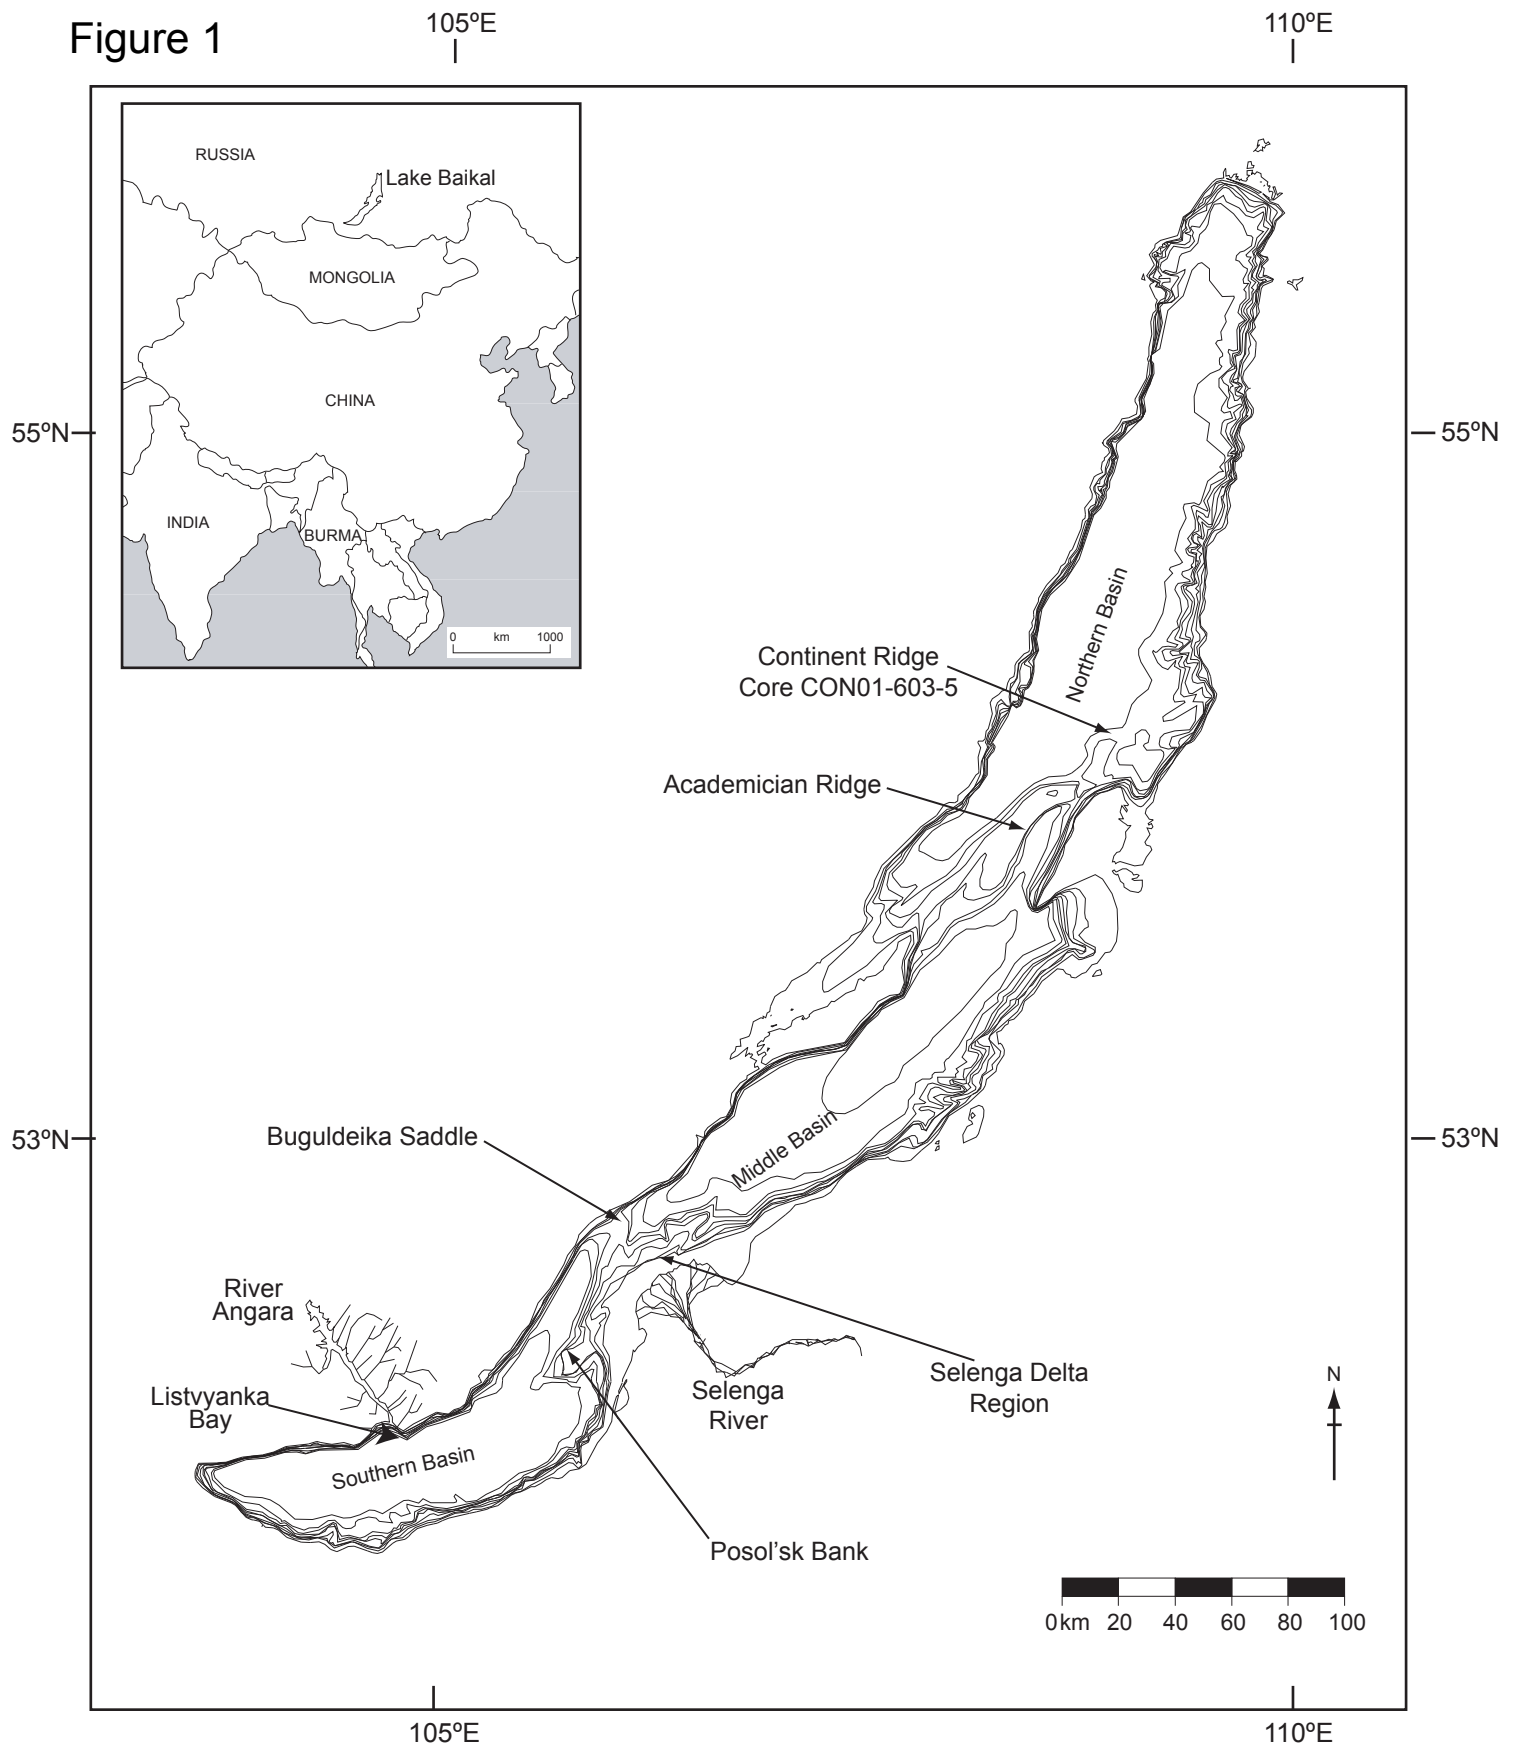 Figure 1
105ºE
110ºE
RUSSIA
Lake Baikal
MONGOLIA
CHINA
INDIA
BURMA
0 km 1000
55ºN
55ºN
Northern Basin
Continent Ridge
Core CON01-603-5
Academician Ridge
53ºN
53ºN
Buguldeika Saddle
Middle Basin
River
Angara
Selenga Delta
Region
Selenga
River
Listvyanka
Bay
Southern Basin
N
Posol’sk Bank
0km 20 40 60 80 100
105ºE
110ºE